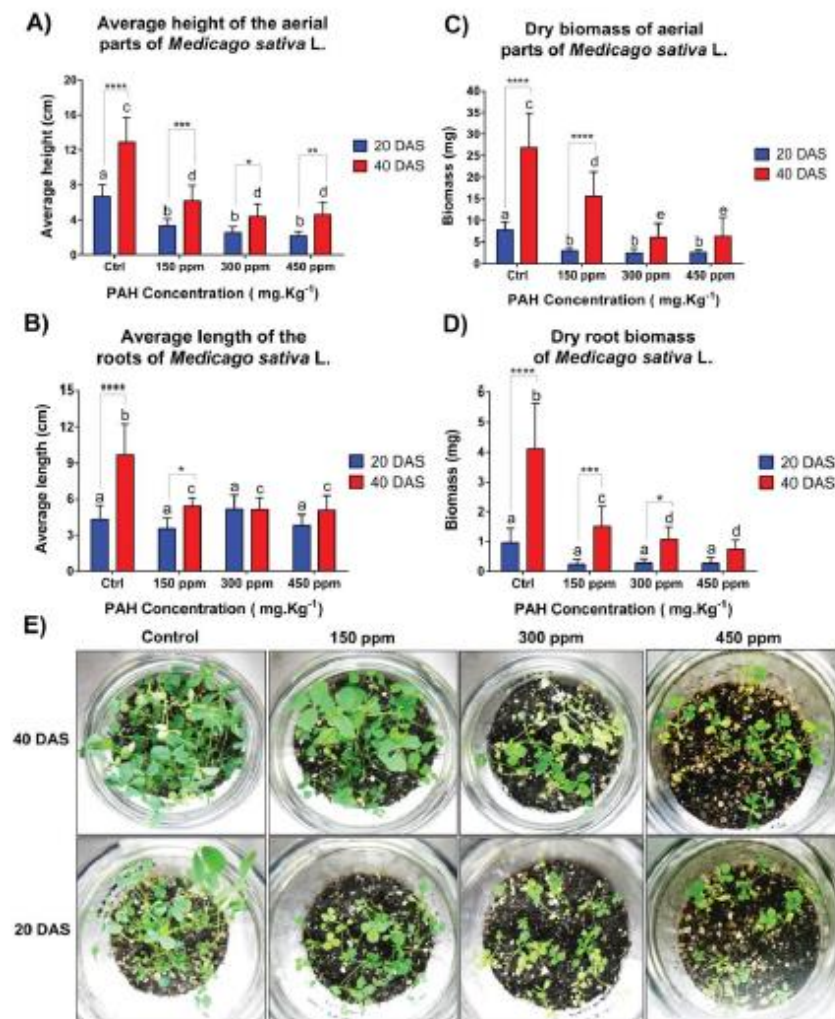 A) Average height of the aerial
parts of Medicago sativa L.
Average height (cm)
20
16
12
8
4
0
**** *** * **
a c b d b d b d
Ctrl 150 ppm 300 ppm 450 ppm
PAH Concentration ( mg.Kg⁻¹)
20 DAS
40 DAS
B) Average length of the
roots of Medicago sativa L.
Average length (cm)
15
12
9
6
3
0
**** *
a b a c a c a c
Ctrl 150 ppm 300 ppm 450 ppm
PAH Concentration ( mg.Kg⁻¹)
20 DAS
40 DAS
C) Dry biomass of aerial
parts of Medicago sativa L.
Biomass (mg)
40
35
30
25
20
15
10
5
0
**** ****
a c b d b e b e
Ctrl 150 ppm 300 ppm 450 ppm
PAH Concentration ( mg.Kg⁻¹)
20 DAS
40 DAS
D) Dry root biomass
of Medicago sativa L.
Biomass (mg)
6
5
4
3
2
1
0
**** *** *
a b a c a d a d
Ctrl 150 ppm 300 ppm 450 ppm
PAH Concentration ( mg.Kg⁻¹)
20 DAS
40 DAS
E) Control 150 ppm 300 ppm 450 ppm
40 DAS
20 DAS